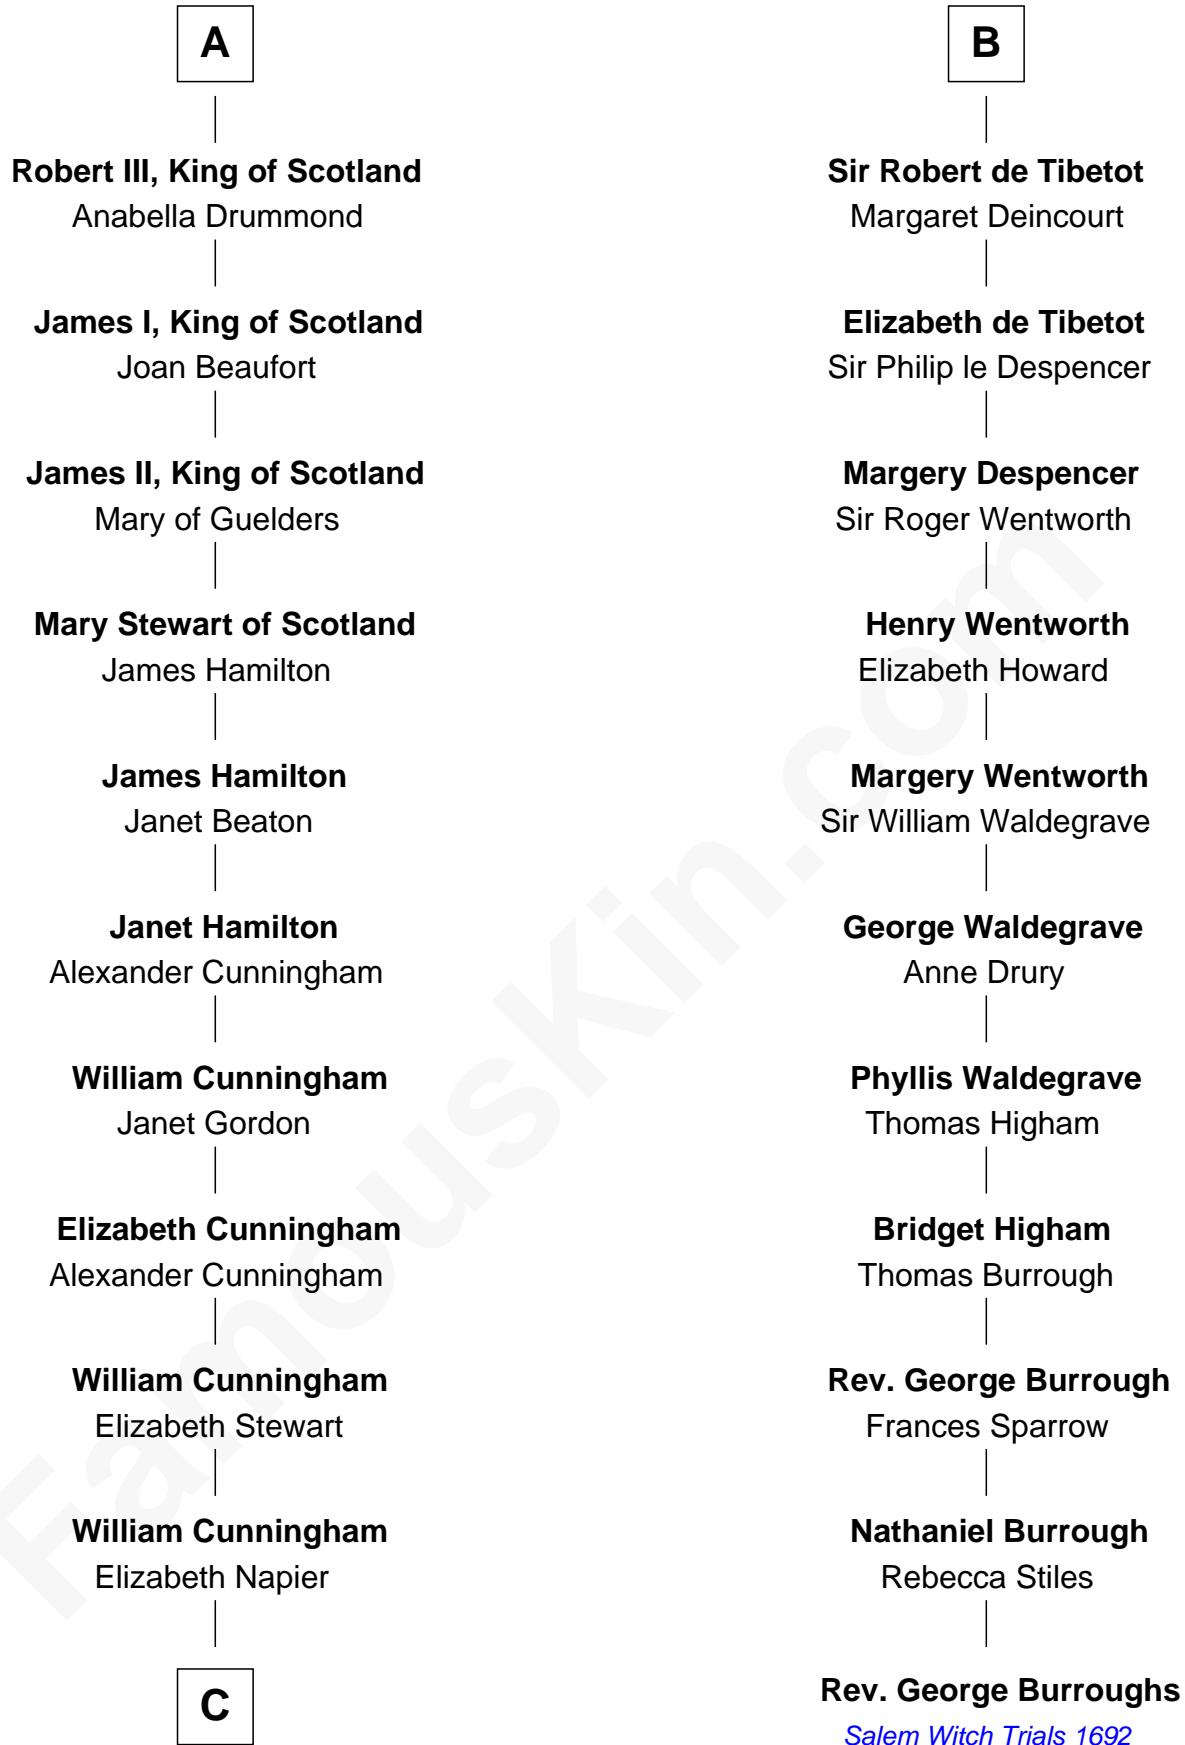 A
Robert III, King of Scotland
Anabella Drummond
James I, King of Scotland
Joan Beaufort
James II, King of Scotland
Mary of Guelders
Mary Stewart of Scotland
James Hamilton
James Hamilton
Janet Beaton
Janet Hamilton
Alexander Cunningham
William Cunningham
Janet Gordon
Elizabeth Cunningham
Alexander Cunningham
William Cunningham
Elizabeth Stewart
William Cunningham
Elizabeth Napier
C
B
Sir Robert de Tibetot
Margaret Deincourt
Elizabeth de Tibetot
Sir Philip le Despencer
Margery Despencer
Sir Roger Wentworth
Henry Wentworth
Elizabeth Howard
Margery Wentworth
Sir William Waldegrave
George Waldegrave
Anne Drury
Phyllis Waldegrave
Thomas Higham
Bridget Higham
Thomas Burrough
Rev. George Burrough
Frances Sparrow
Nathaniel Burrough
Rebecca Stiles
Rev. George Burroughs
Salem Witch Trials 1692
FamousKin.com